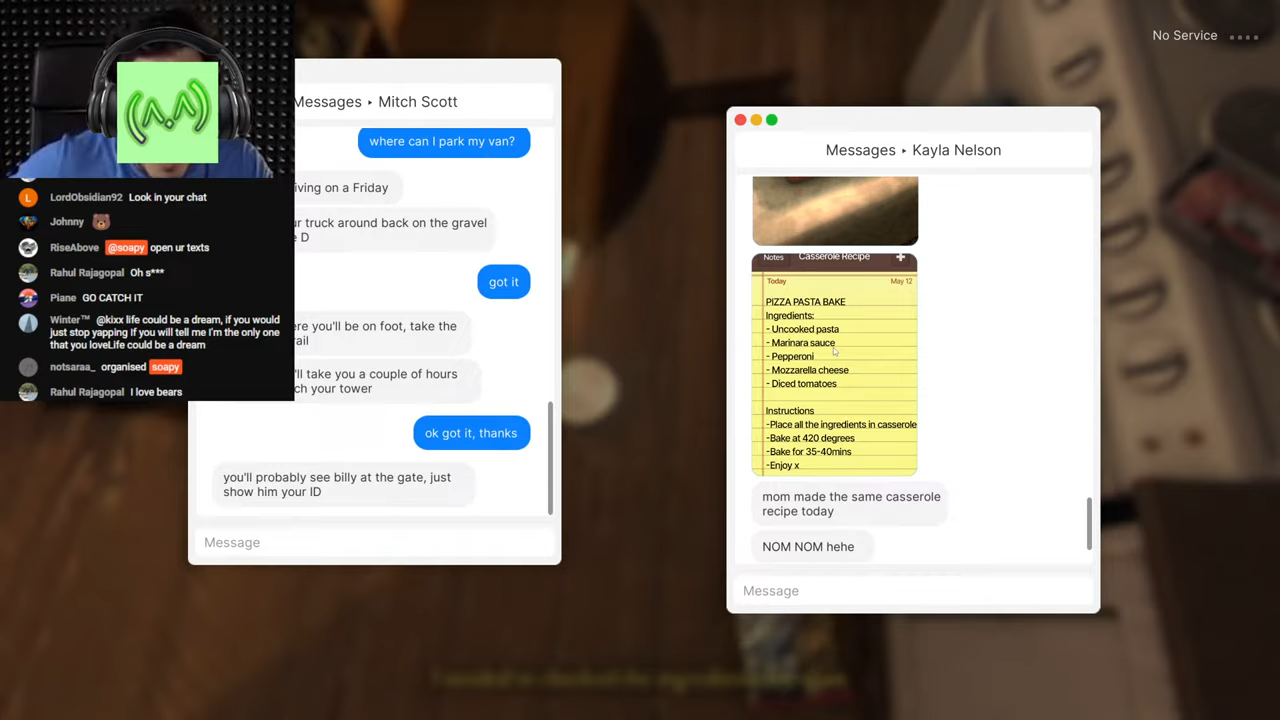 No Service
(^.^)
LordObsidian92 Look in your chat
Johnny
RiseAbove @soapy open ur texts
Rahul Rajagopal Oh s***
Piane GO CATCH IT
Winter™ @kixx life could be a dream, if you would
just stop yapping If you will tell me I'm the only one
that you loveLife could be a dream
notsaraa_ organised soapy
Rahul Rajagopal I love bears
Messages ▸ Mitch Scott
where can I park my van?
iving on a Friday
ur truck around back on the gravel
D
got it
ere you'll be on foot, take the
rail
'll take you a couple of hours
ch your tower
ok got it, thanks
you'll probably see billy at the gate, just
show him your ID
Message
Messages ▸ Kayla Nelson
Notes Casserole Recipe +
Today May 12
PIZZA PASTA BAKE
Ingredients:
- Uncooked pasta
- Marinara sauce
- Pepperoni
- Mozzarella cheese
- Diced tomatoes
Instructions
-Place all the ingredients in casserole
-Bake at 420 degrees
-Bake for 35-40mins
-Enjoy x
mom made the same casserole
recipe today
NOM NOM hehe
Message